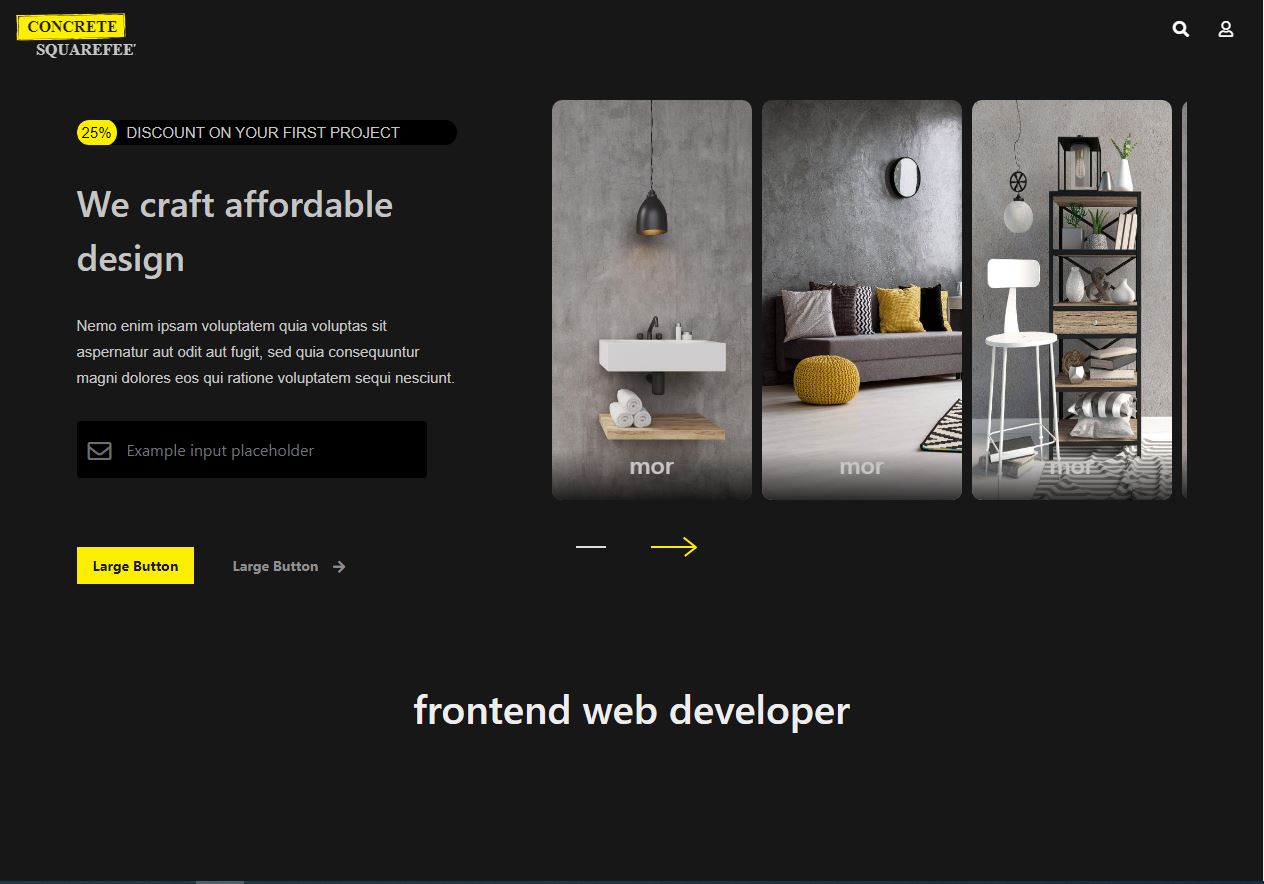 CONCRETE
SQUAREFEE
25% DISCOUNT ON YOUR FIRST PROJECT
We craft affordable
design
Nemo enim ipsam voluptatem quia voluptas sit
aspernatur aut odit aut fugit, sed quia consequuntur
magni dolores eos qui ratione voluptatem sequi nesciunt.
Example input placeholder
Large Button
Large Button
mor
mor
mor
frontend web developer